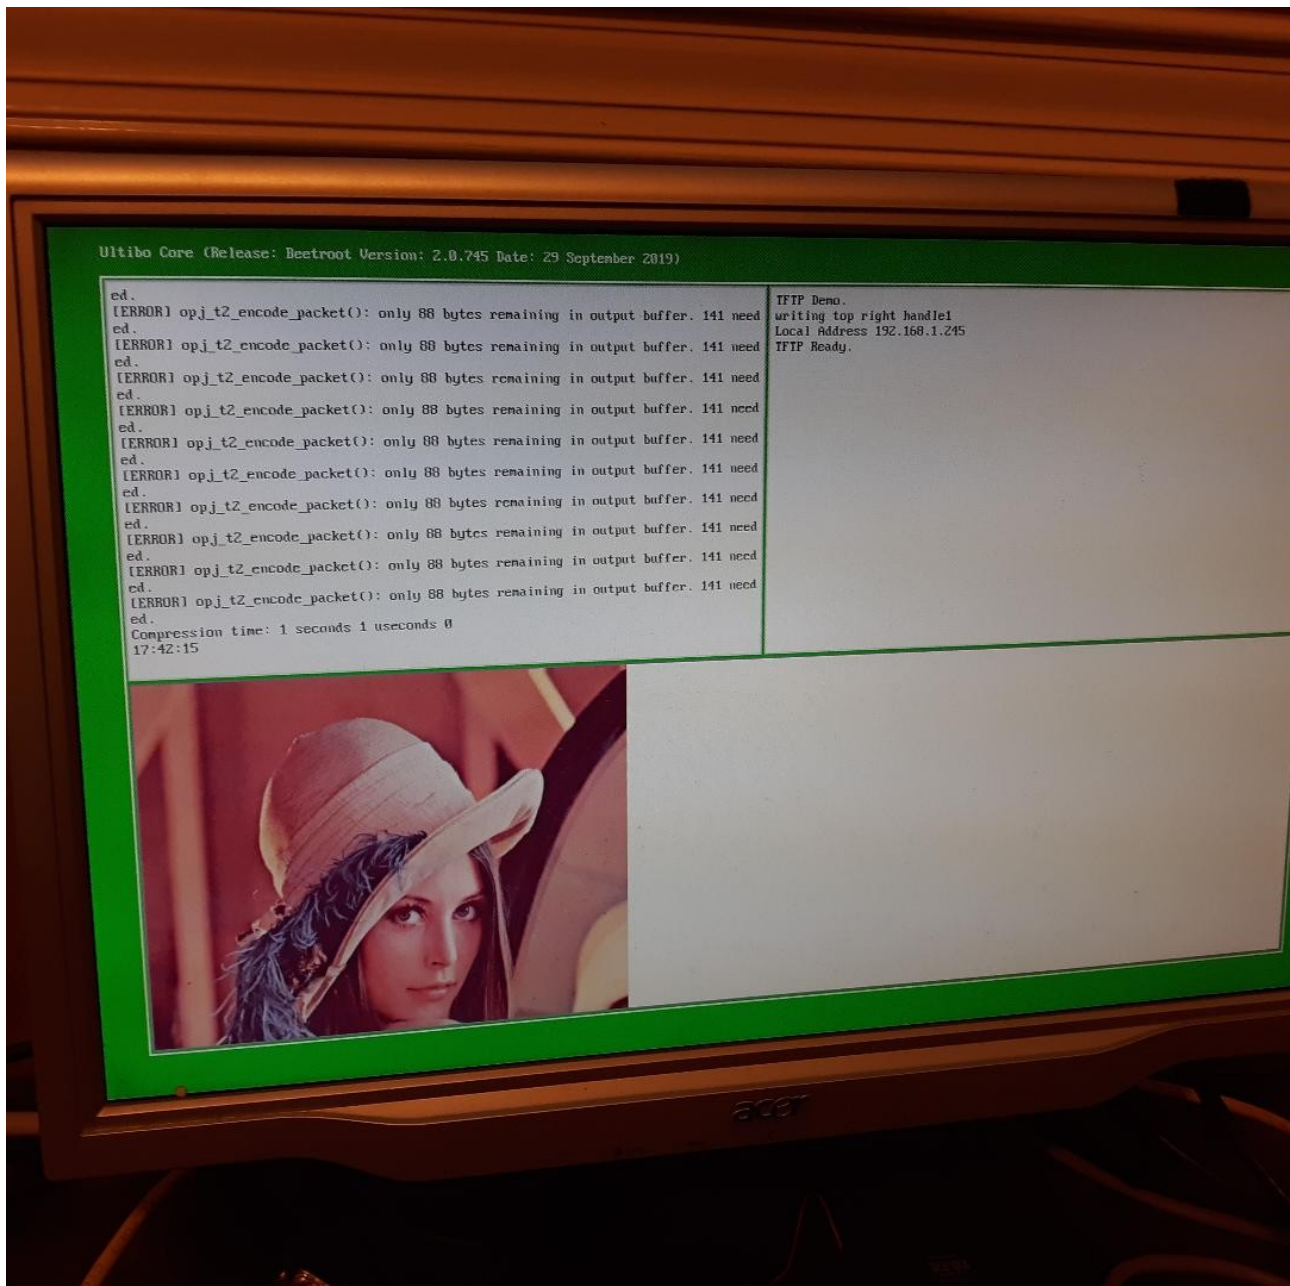 Ultibo Core (Release: Beetroot Version: 2.0.745 Date: 29 September 2019)
ed.
[ERROR] opj_t2_encode_packet(): only 88 bytes remaining in output buffer. 141 need
ed.
[ERROR] opj_t2_encode_packet(): only 88 bytes remaining in output buffer. 141 need
ed.
[ERROR] opj_t2_encode_packet(): only 88 bytes remaining in output buffer. 141 need
ed.
[ERROR] opj_t2_encode_packet(): only 88 bytes remaining in output buffer. 141 need
ed.
[ERROR] opj_t2_encode_packet(): only 88 bytes remaining in output buffer. 141 need
ed.
[ERROR] opj_t2_encode_packet(): only 88 bytes remaining in output buffer. 141 need
ed.
[ERROR] opj_t2_encode_packet(): only 88 bytes remaining in output buffer. 141 need
ed.
[ERROR] opj_t2_encode_packet(): only 88 bytes remaining in output buffer. 141 need
ed.
[ERROR] opj_t2_encode_packet(): only 88 bytes remaining in output buffer. 141 need
ed.
[ERROR] opj_t2_encode_packet(): only 88 bytes remaining in output buffer. 141 need
ed.
Compression time: 1 seconds 1 useconds 0
17:42:15
TFTP Demo.
writing top right handle1
Local Address 192.168.1.245
TFTP Ready.
acer